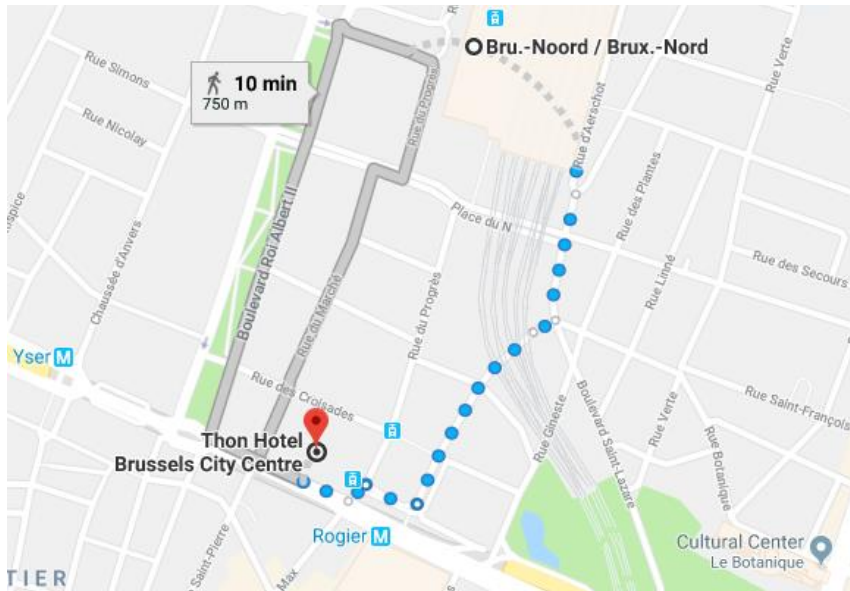 Bru.-Noord / Brux.-Nord
Rue Verte
Rue Simons
10 min
750 m
Rue du Progrès
Rue d'Aerschot
Rue Nicolay
Rue des Plantes
Place du N
Chaussée d'Anvers
Boulevard Roi Albert II
Rue des Secours
Rue Linné
Rue du Marché
Rue du Progrès
Yser M
Rue des Croisades
Rue Saint-François
Boulevard Saint-Lazare
Rue Verte
Rue Gineste
Rue Botanique
Thon Hotel
Brussels City Centre
Rogier M
Cultural Center
Le Botanique
Saint-Pierre
Max
TIER